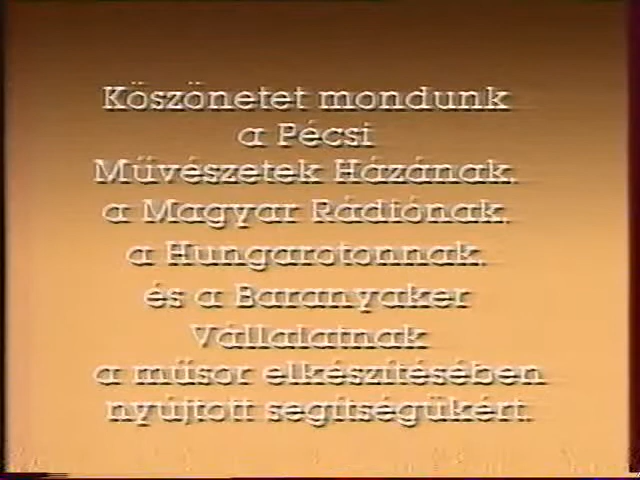 Köszönetet mondunk
a Pécsi
Művészetek Házának,
a Magyar Rádiónak,
a Hungarotonnak,
és a Baranyaker
Vállalatnak
a műsor elkészítésében
nyújtott segítségükért.